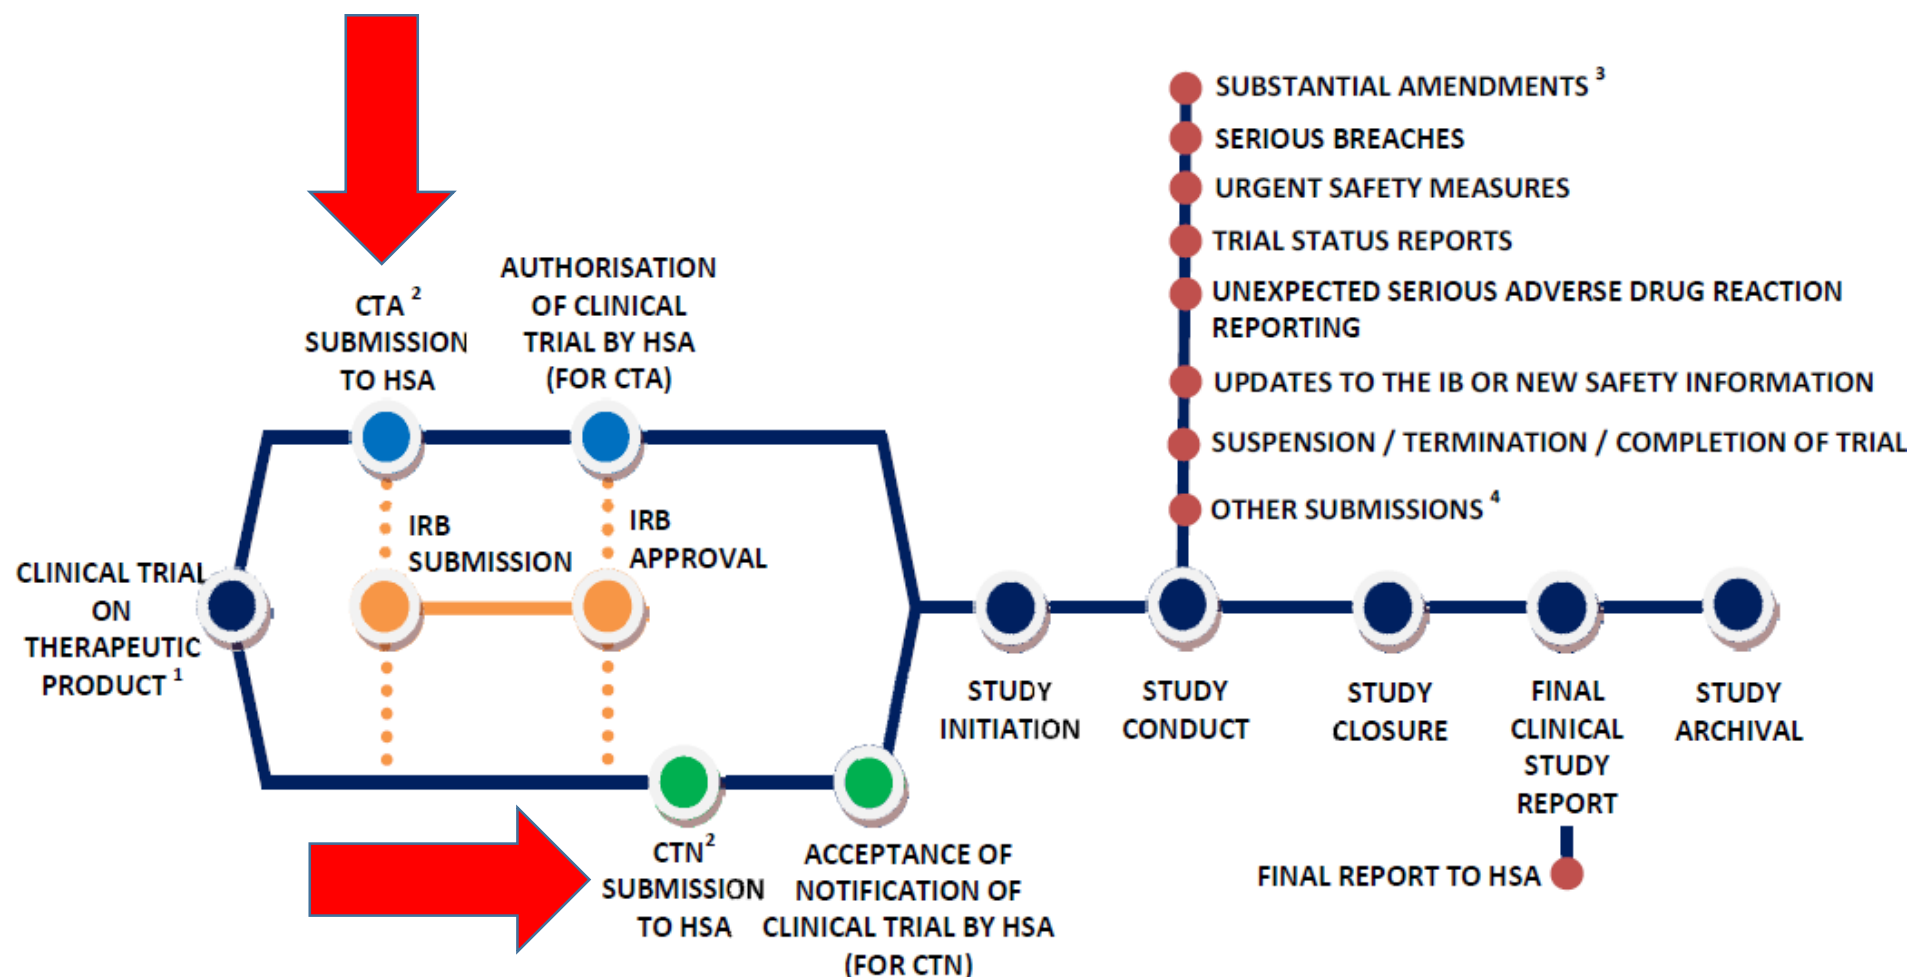 SUBSTANTIAL AMENDMENTS 3
SERIOUS BREACHES
URGENT SAFETY MEASURES
TRIAL STATUS REPORTS
UNEXPECTED SERIOUS ADVERSE DRUG REACTION
REPORTING
UPDATES TO THE IB OR NEW SAFETY INFORMATION
SUSPENSION / TERMINATION / COMPLETION OF TRIAL
OTHER SUBMISSIONS 4
CTA 2
SUBMISSION
TO HSA
AUTHORISATION
OF CLINICAL
TRIAL BY HSA
(FOR CTA)
IRB
SUBMISSION
IRB
APPROVAL
CLINICAL TRIAL
ON
THERAPEUTIC
PRODUCT 1
CTN 2
SUBMISSION
TO HSA
ACCEPTANCE OF
NOTIFICATION OF
CLINICAL TRIAL BY HSA
(FOR CTN)
STUDY
INITIATION
STUDY
CONDUCT
STUDY
CLOSURE
FINAL
CLINICAL
STUDY
REPORT
STUDY
ARCHIVAL
FINAL REPORT TO HSA